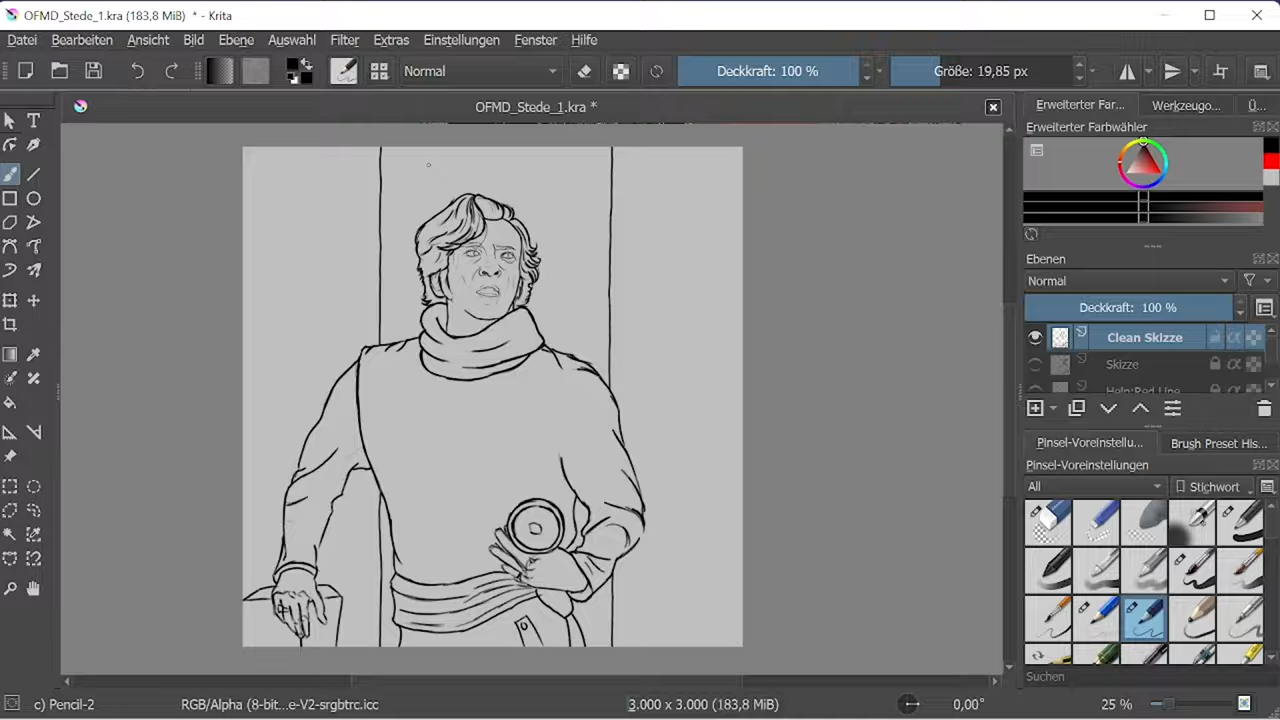 OFMD_Stede_1.kra (183,8 MiB) * - Krita
Datei Bearbeiten Ansicht Bild Ebene Auswahl Filter Extras Einstellungen Fenster Hilfe
Normal Deckkraft: 100 % Größe: 19,85 px
OFMD_Stede_1.kra *
Erweiterter Far... Werkzeugo... Ü...
Erweiterter Farbwähler
Ebenen
Normal
Deckkraft: 100 %
Clean Skizze
Skizze
Help:Red Line
Pinsel-Voreinstellu... Brush Preset His...
Pinsel-Voreinstellungen
All Stichwort
Suchen
c) Pencil-2 RGB/Alpha (8-bit...e-V2-srgbtrc.icc 3.000 x 3.000 (183,8 MiB) 0,00° 25 %